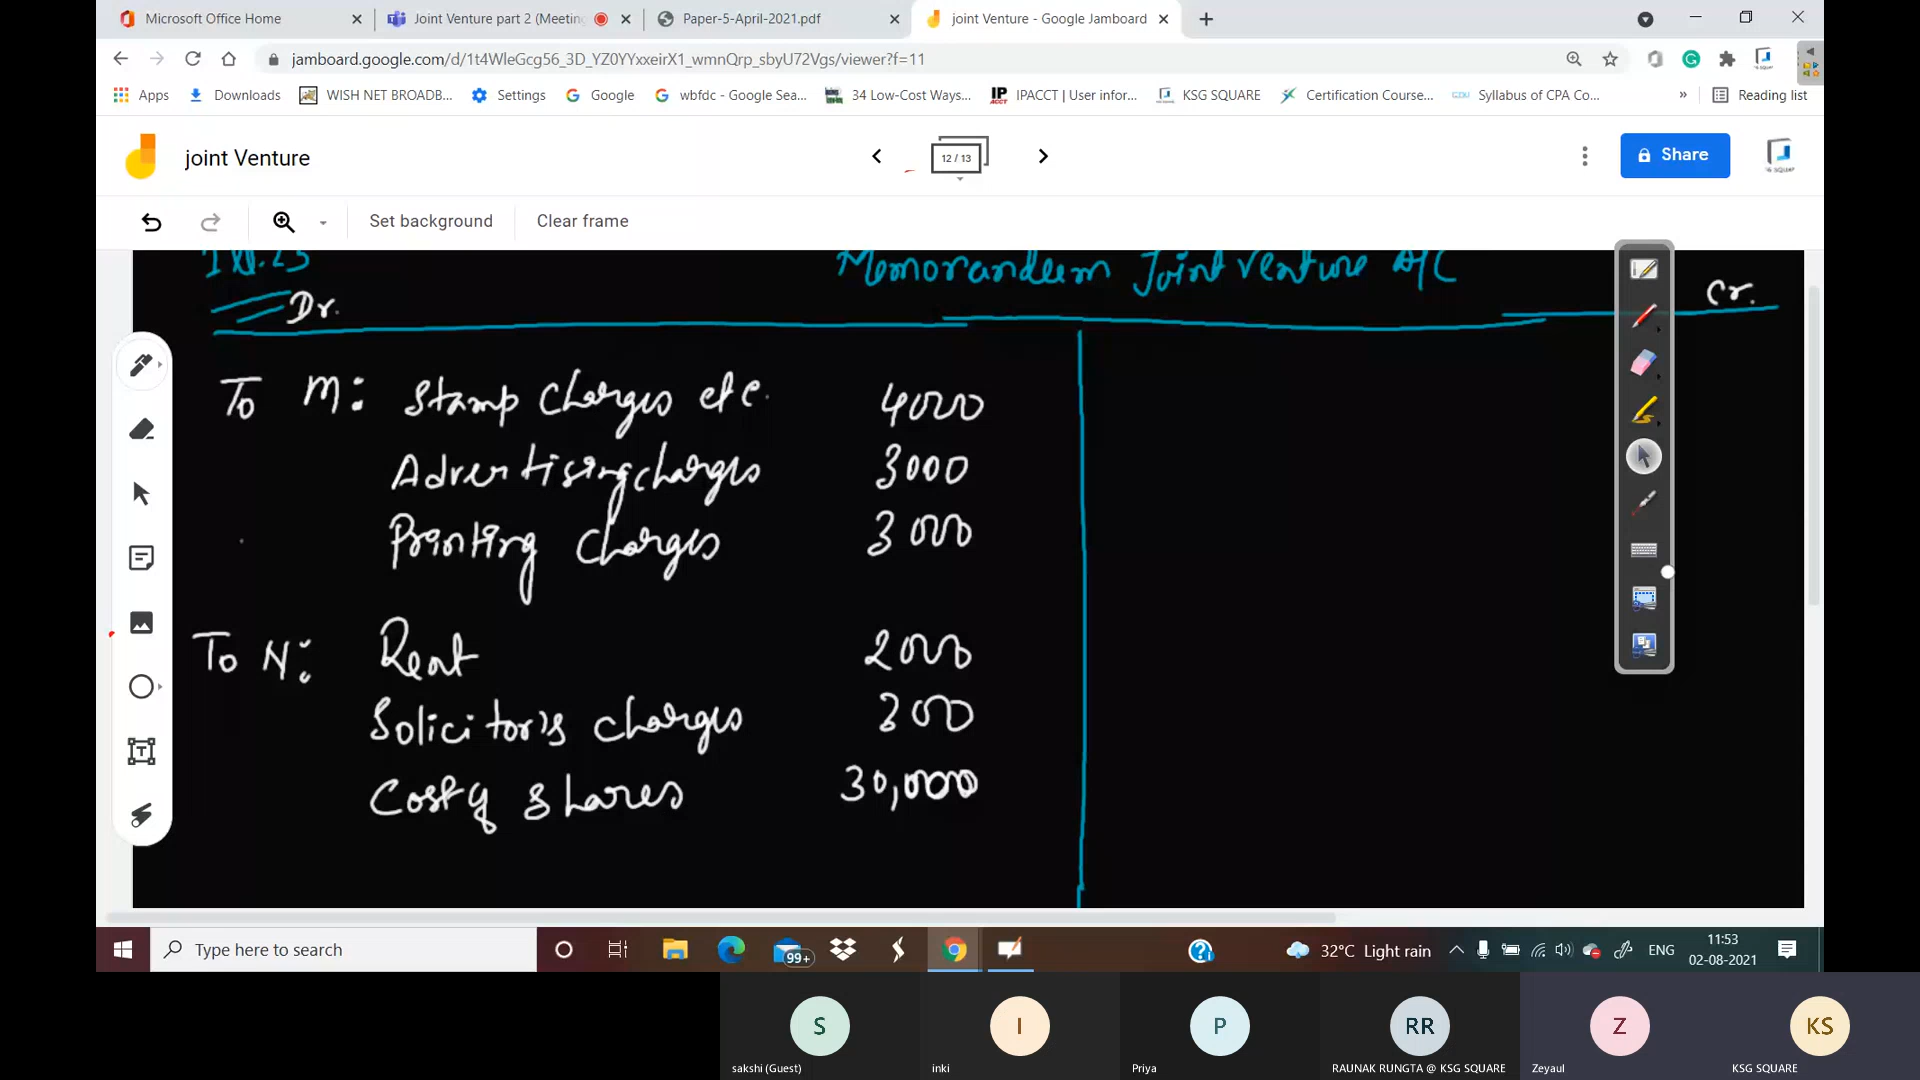 Microsoft Office Home
Joint Venture part 2 (Meetin
Paper-5-April-2021.pdf
joint Venture - Google Jamboard
jamboard.google.com/d/1t4WleGcg56_3D_YZ0YYxxeirX1_wmnQrp_sbyU72Vgs/viewer?f=11
Apps
Downloads
WISH NET BROADB...
Settings
Google
wbfdc - Google Sea...
34 Low-Cost Ways...
IPACCT | User infor...
KSG SQUARE
Certification Course...
Syllabus of CPA Co...
»
Reading list
joint Venture
12 / 13
Share
Set background
Clear frame
Memorandum Joint Venture A/C
Dr.
Cr.
To M: Stamp charges etc. 4000
Advertising charges 3000
Printing charges 3000
To N: Rent 2000
Solicitor's charges 300
Cost of shares 30,000
Type here to search
99+
32°C Light rain
ENG
11:53
02-08-2021
S
I
P
RR
Z
KS
sakshi (Guest)
inki
Priya
RAUNAK RUNGTA @ KSG SQUARE
Zeyaul
KSG SQUARE